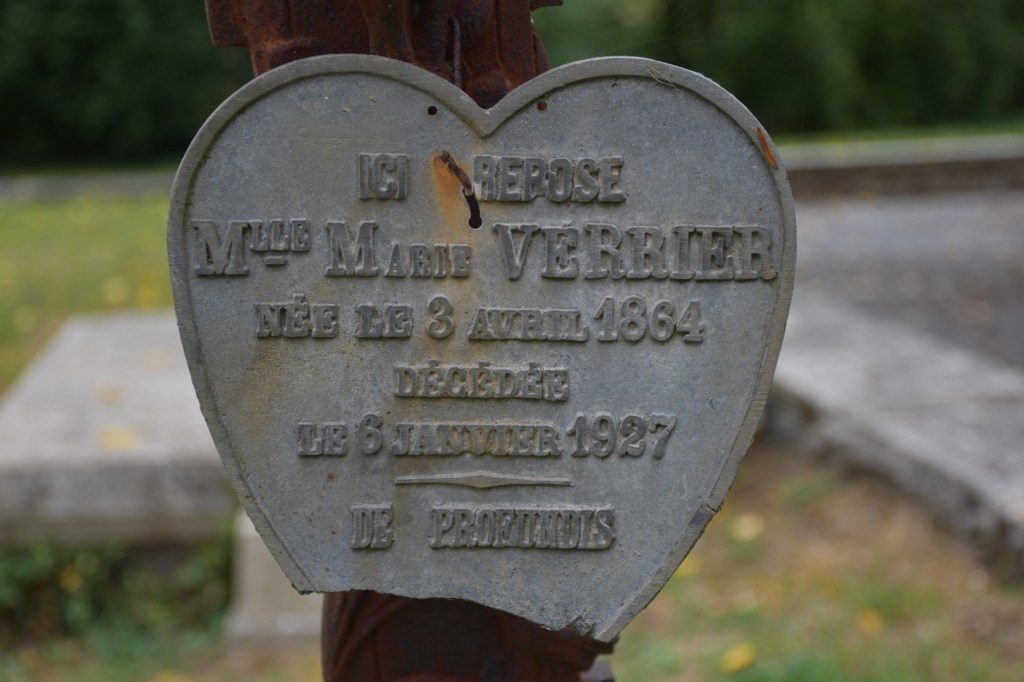 ICI REPOSE
Mlle Marie VÉRRIER
NÉE LE 3 AVRIL 1864
DÉCÉDÉE
LE 6 JANVIER 1927
DE PROFUNDIS